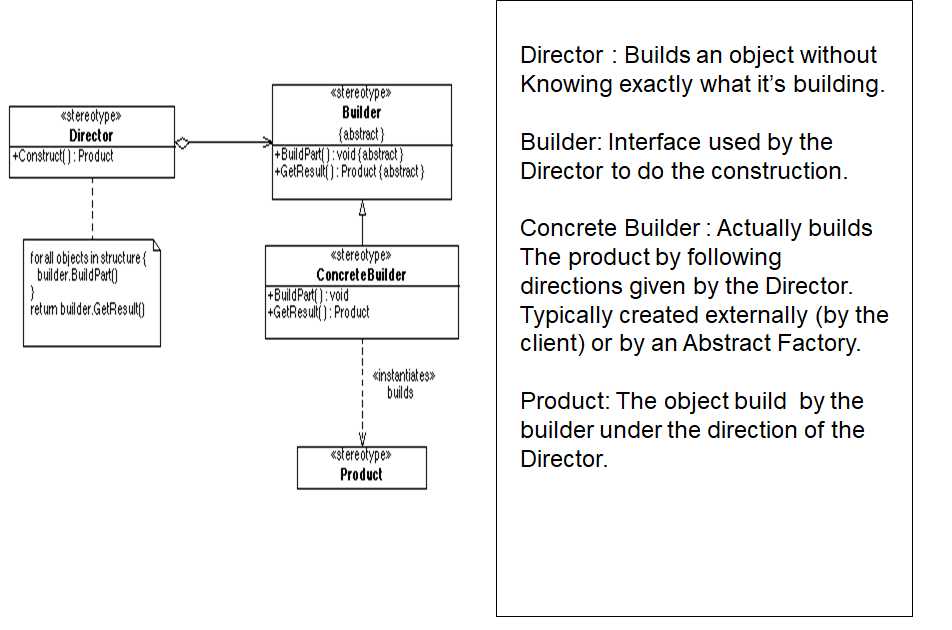 «stereotype»
Director
+Construct() : Product
for all objects in structure {
builder.BuildPart()
}
return builder.GetResult()
«stereotype»
Builder
{abstract}
+BuildPart() : void {abstract}
+GetResult() : Product {abstract}
«stereotype»
ConcreteBuilder
+BuildPart() : void
+GetResult() : Product
«instantiates»
builds
«stereotype»
Product
Director : Builds an object without
Knowing exactly what it’s building.
Builder: Interface used by the
Director to do the construction.
Concrete Builder : Actually builds
The product by following
directions given by the Director.
Typically created externally (by the
client) or by an Abstract Factory.
Product: The object build by the
builder under the direction of the
Director.